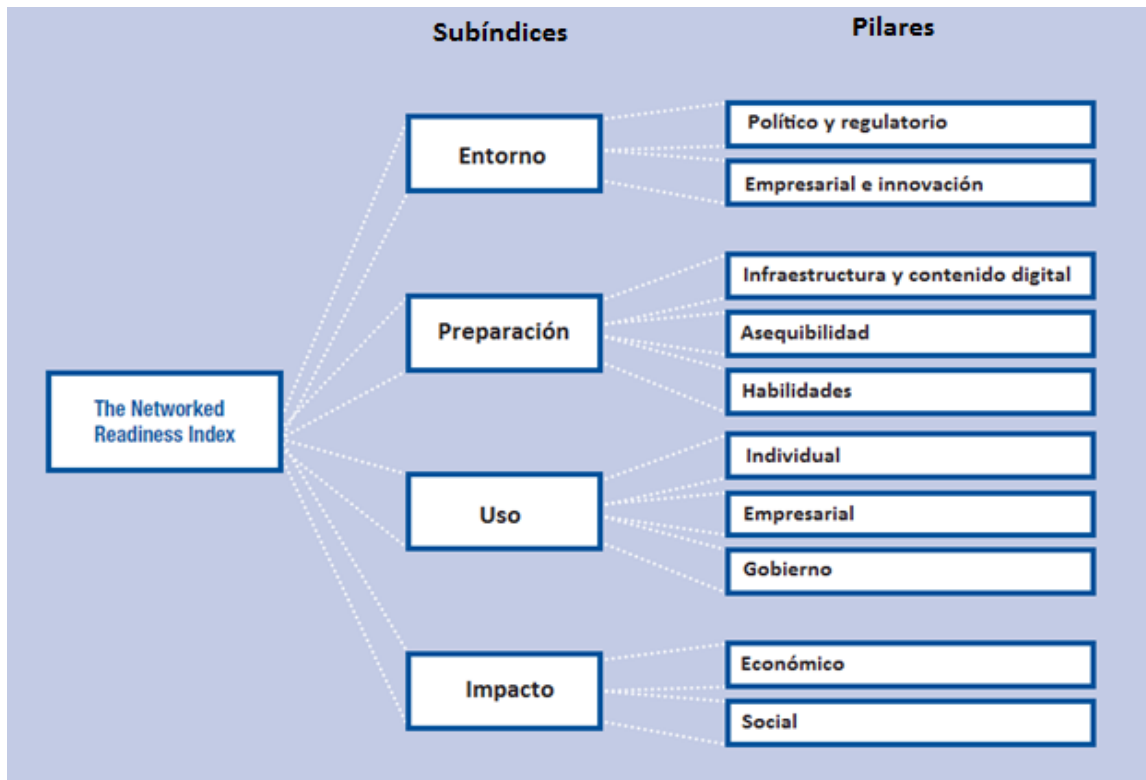 Subíndices
Pilares
The Networked
Readiness Index
Entorno
Político y regulatorio
Empresarial e innovación
Preparación
Infraestructura y contenido digital
Asequibilidad
Habilidades
Uso
Individual
Empresarial
Gobierno
Impacto
Económico
Social